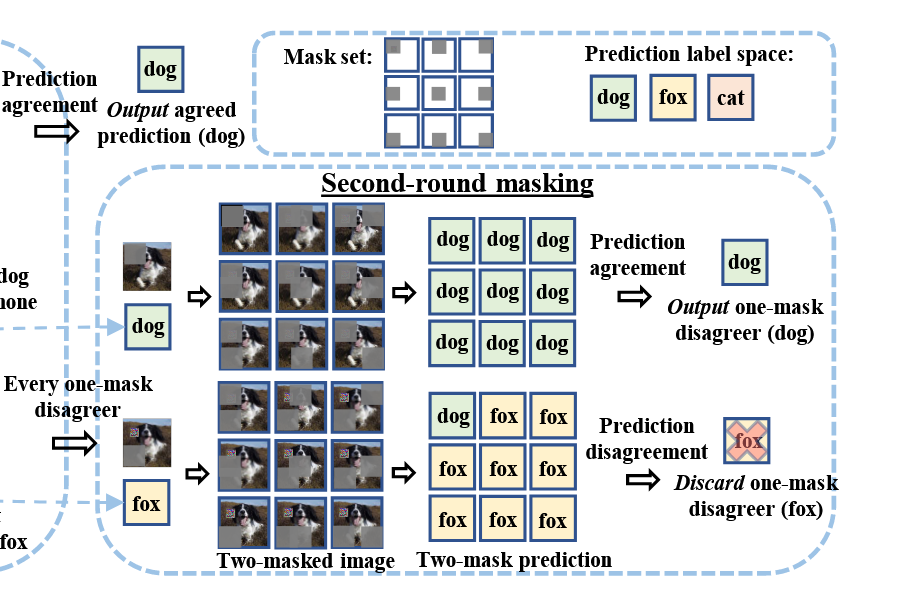 Prediction
agreement
dog
Output agreed
prediction (dog)
Mask set:
Prediction label space:
dog fox cat
Second-round masking
dog
Every one-mask
disagreer
fox
fox
dog dog dog
dog dog dog
dog dog dog
Prediction
agreement
dog
Output one-mask
disagreer (dog)
dog fox fox
fox fox fox
fox fox fox
Prediction
disagreement
fox
Discard one-mask
disagreer (fox)
Two-masked image
Two-mask prediction